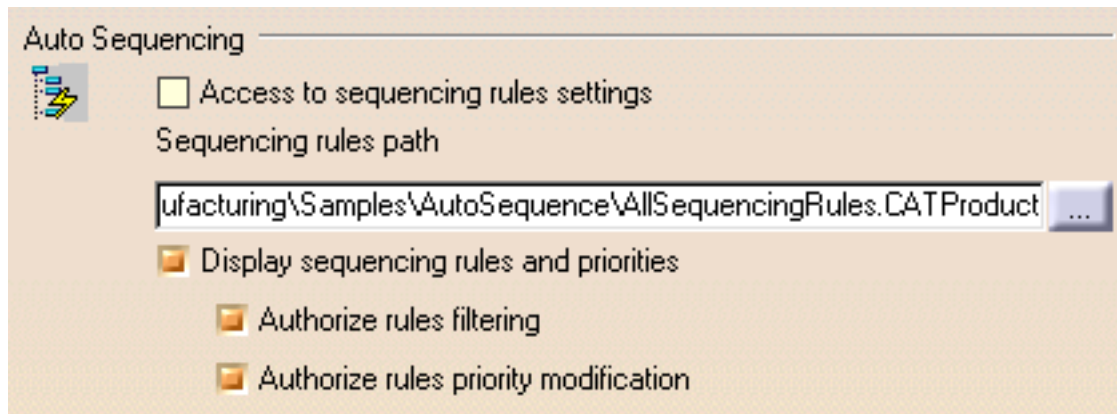 Auto Sequencing
Access to sequencing rules settings
Sequencing rules path
ufacturing\Samples\AutoSequence\AllSequencingRules.CATProduct ...
Display sequencing rules and priorities
Authorize rules filtering
Authorize rules priority modification